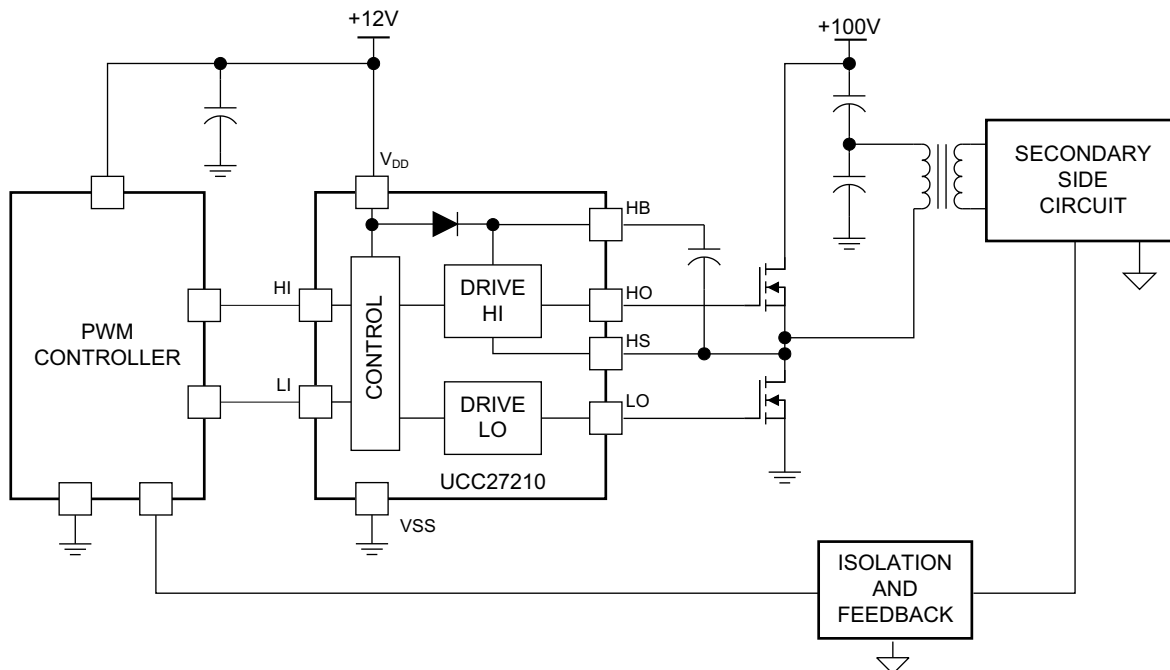 +12V
+100V
V_DD
SECONDARY
SIDE
CIRCUIT
HB
HI
DRIVE
HI
HO
PWM
CONTROLLER
CONTROL
HS
LI
DRIVE
LO
LO
UCC27210
VSS
ISOLATION
AND
FEEDBACK